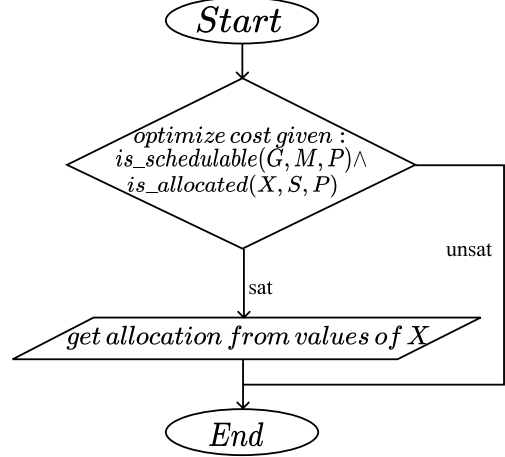 Start
optimize cost given :
is_schedulable(G, M, P)∧
is_allocated(X, S, P)
unsat
sat
get allocation from values of X
End